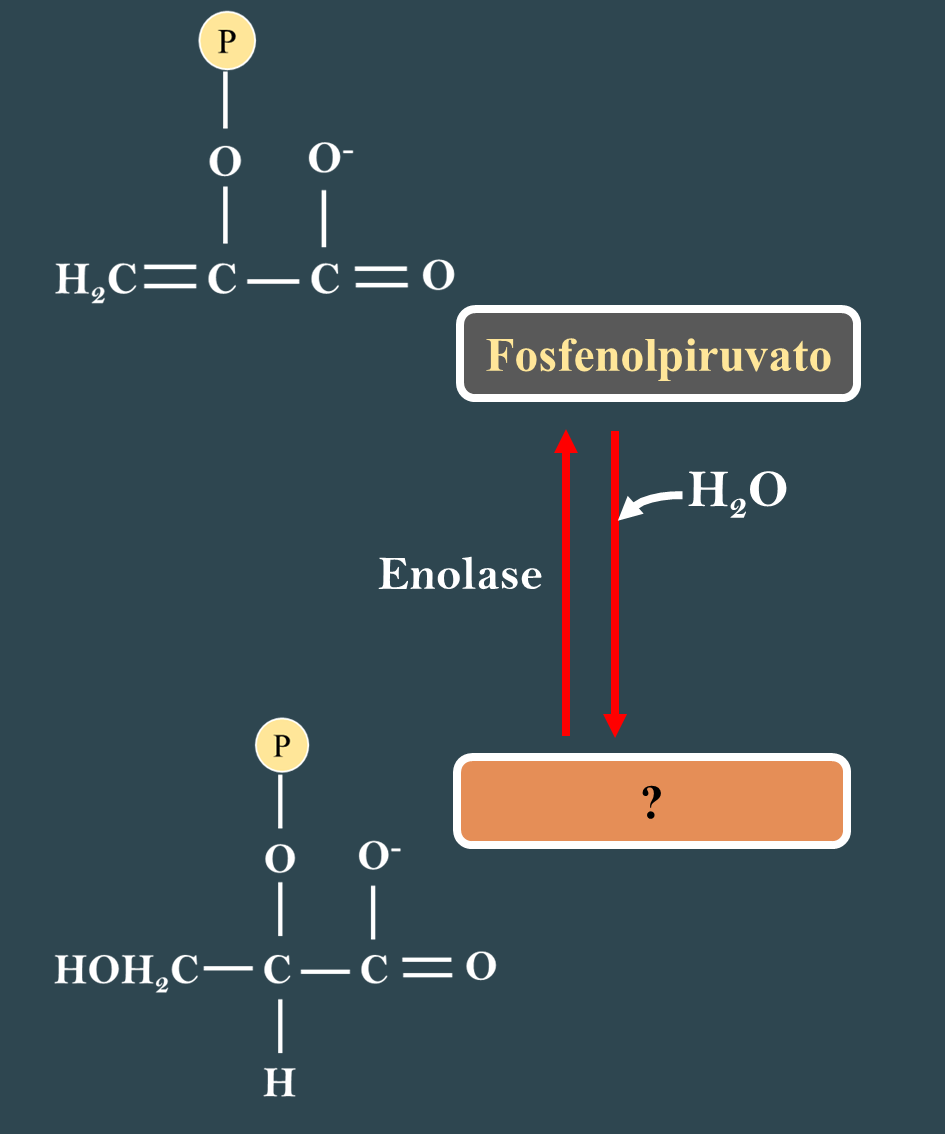 P
O O-
H₂C C C O
Fosfenolpiruvato
H₂O
Enolase
P
?
O O-
HOH₂C C C O
H